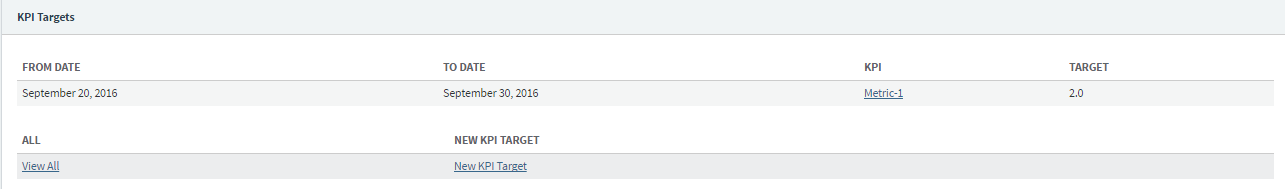 KPI Targets
FROM DATE TO DATE KPI TARGET
September 20, 2016 September 30, 2016 Metric-1 2.0
ALL NEW KPI TARGET
View All New KPI Target